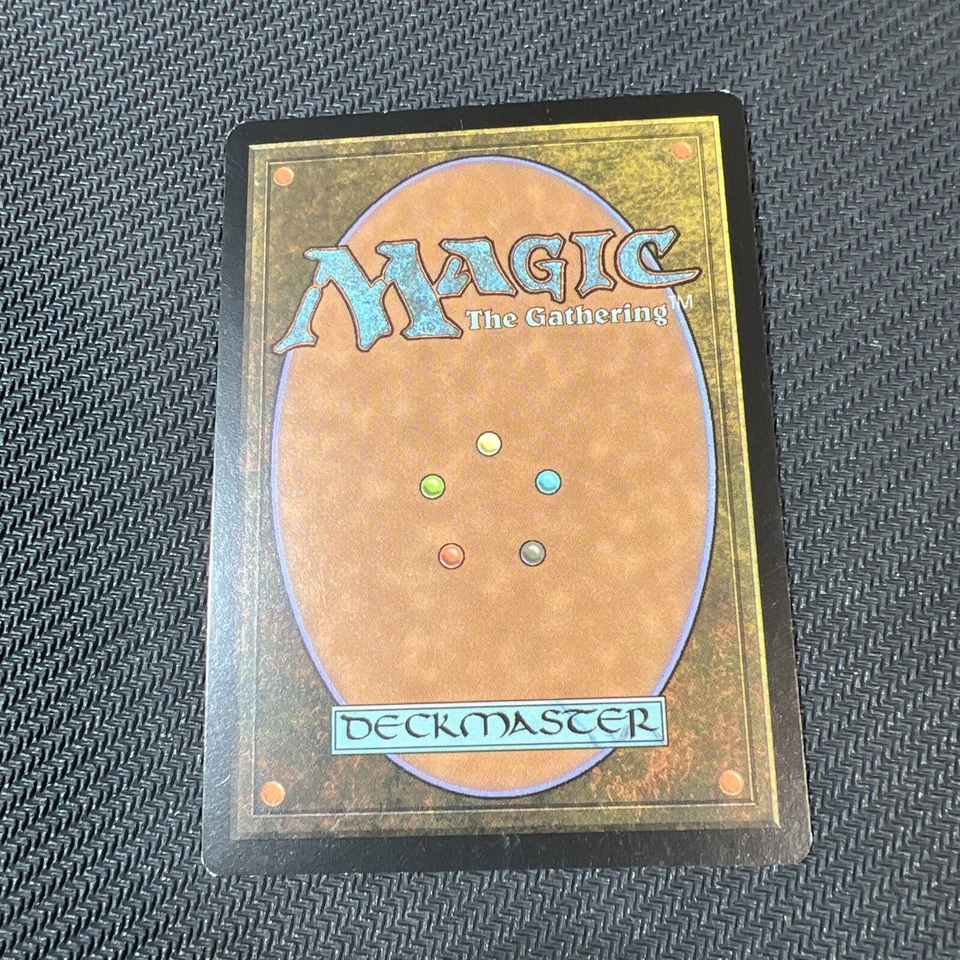 MAGIC
The Gathering™
DECKMASTER